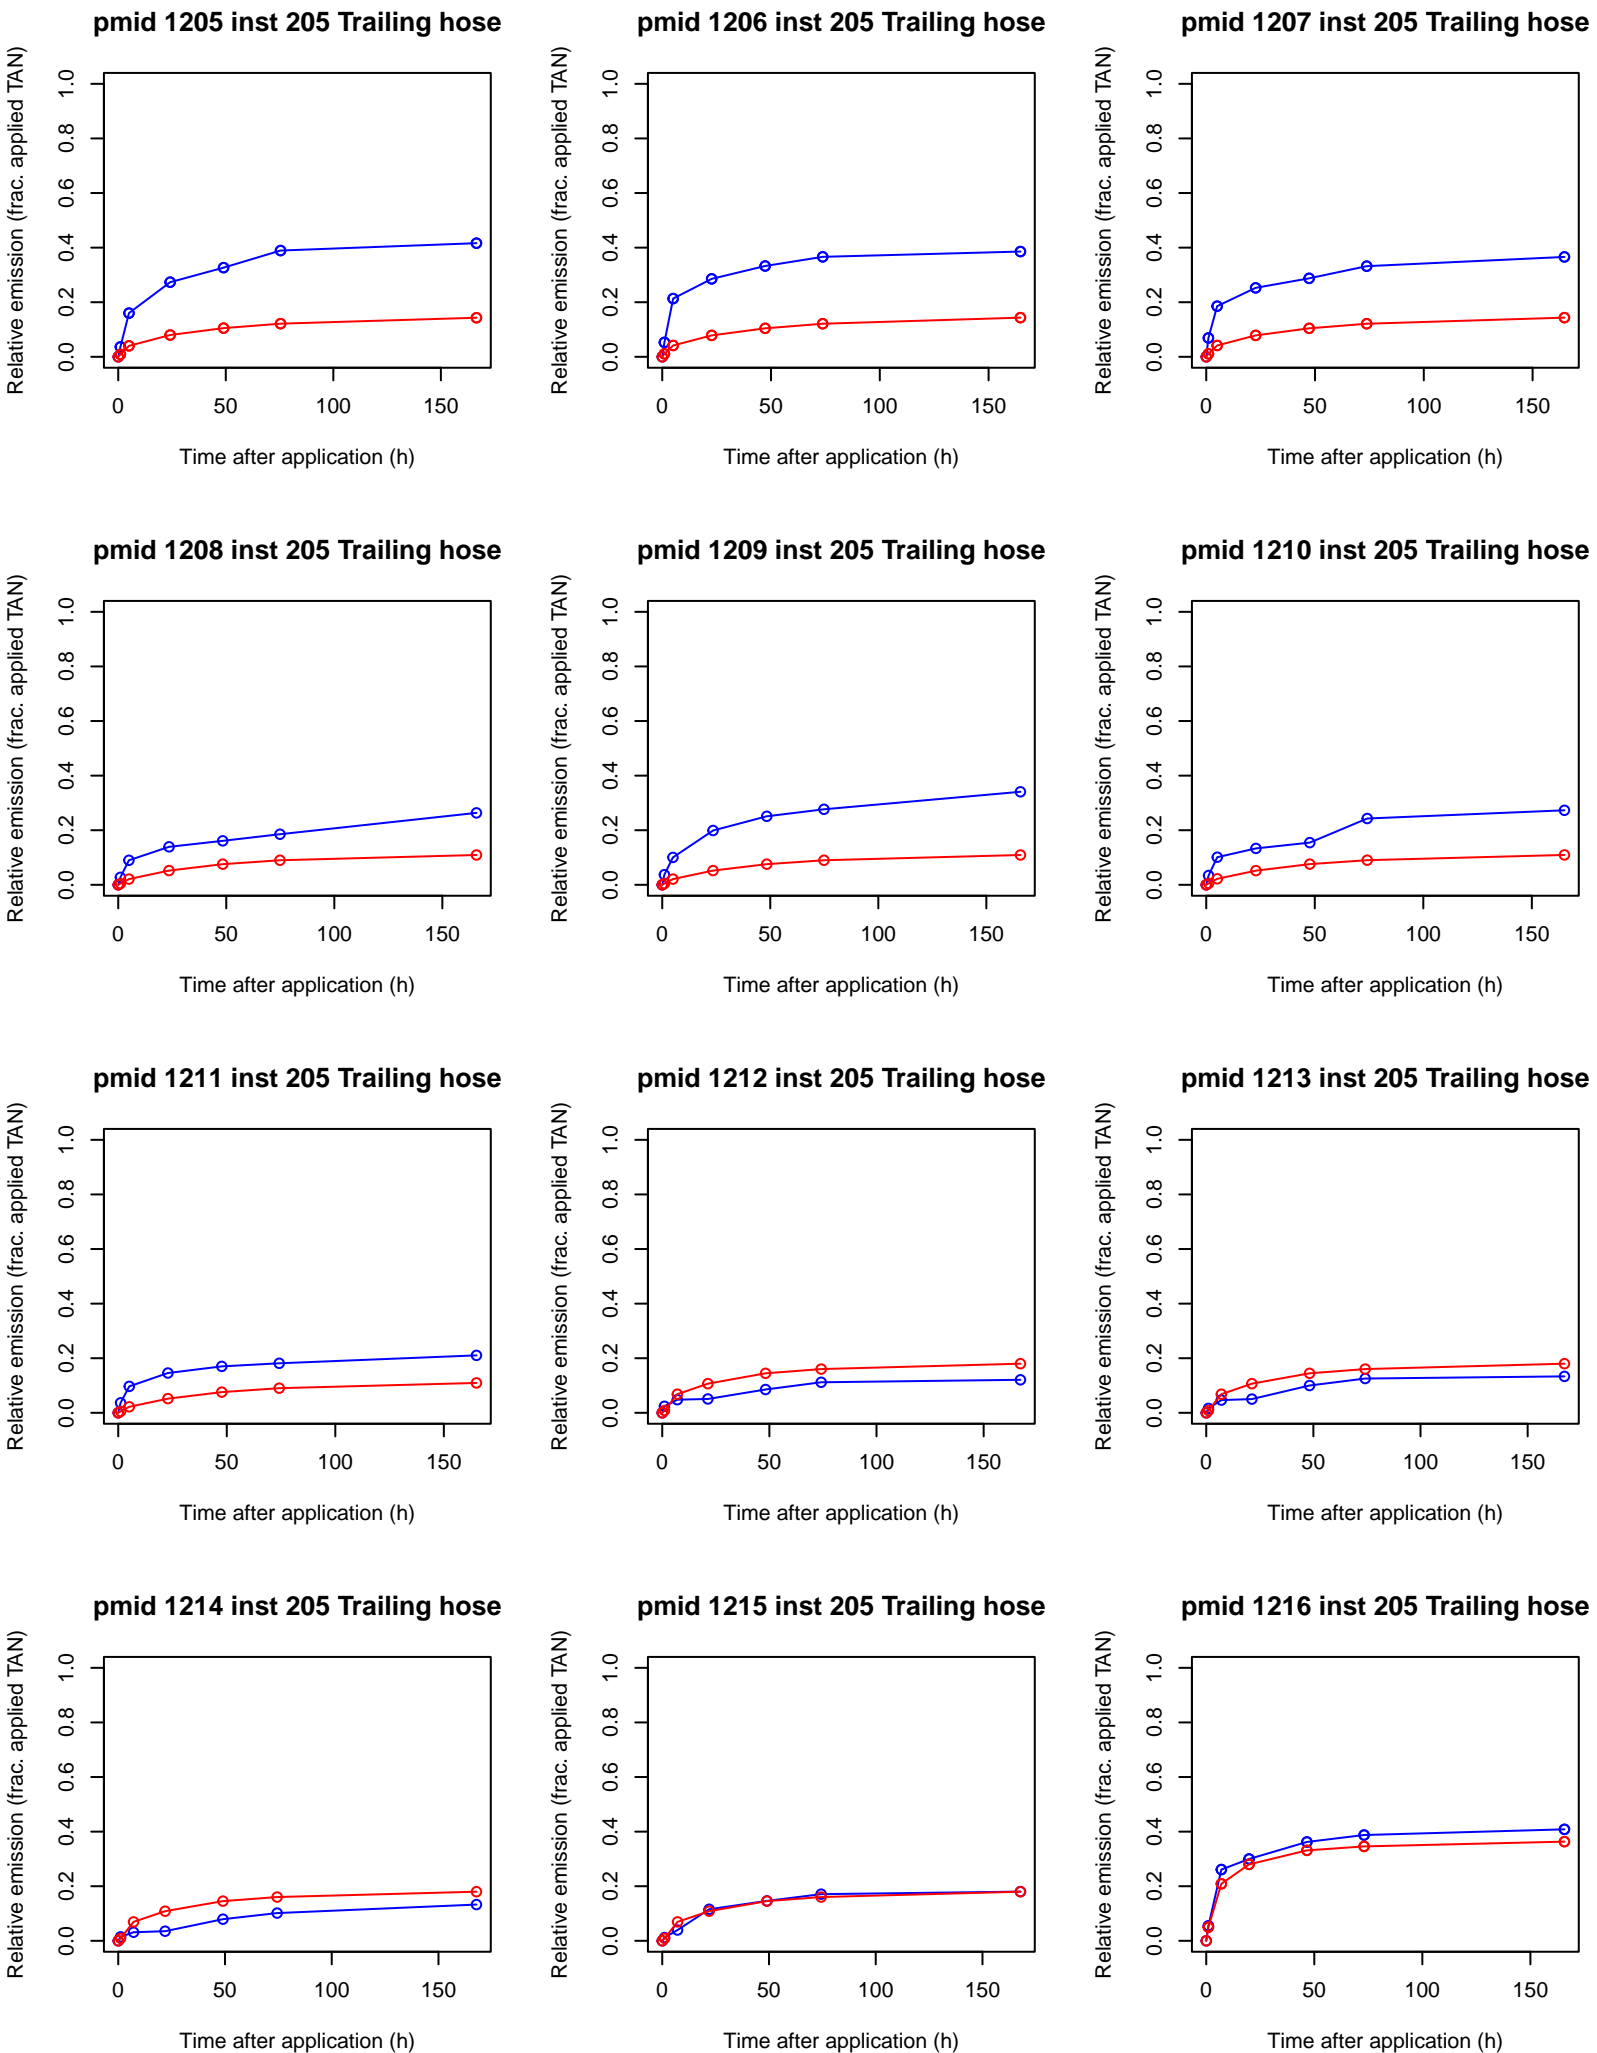 pmid 1205 inst 205 Trailing hose
Relative emission (frac. applied TAN)
1.0
0.8
0.6
0.4
0.2
0.0
0 50 100 150
Time after application (h)
pmid 1206 inst 205 Trailing hose
Relative emission (frac. applied TAN)
1.0
0.8
0.6
0.4
0.2
0.0
0 50 100 150
Time after application (h)
pmid 1207 inst 205 Trailing hose
Relative emission (frac. applied TAN)
1.0
0.8
0.6
0.4
0.2
0.0
0 50 100 150
Time after application (h)
pmid 1208 inst 205 Trailing hose
Relative emission (frac. applied TAN)
1.0
0.8
0.6
0.4
0.2
0.0
0 50 100 150
Time after application (h)
pmid 1209 inst 205 Trailing hose
Relative emission (frac. applied TAN)
1.0
0.8
0.6
0.4
0.2
0.0
0 50 100 150
Time after application (h)
pmid 1210 inst 205 Trailing hose
Relative emission (frac. applied TAN)
1.0
0.8
0.6
0.4
0.2
0.0
0 50 100 150
Time after application (h)
pmid 1211 inst 205 Trailing hose
Relative emission (frac. applied TAN)
1.0
0.8
0.6
0.4
0.2
0.0
0 50 100 150
Time after application (h)
pmid 1212 inst 205 Trailing hose
Relative emission (frac. applied TAN)
1.0
0.8
0.6
0.4
0.2
0.0
0 50 100 150
Time after application (h)
pmid 1213 inst 205 Trailing hose
Relative emission (frac. applied TAN)
1.0
0.8
0.6
0.4
0.2
0.0
0 50 100 150
Time after application (h)
pmid 1214 inst 205 Trailing hose
Relative emission (frac. applied TAN)
1.0
0.8
0.6
0.4
0.2
0.0
0 50 100 150
Time after application (h)
pmid 1215 inst 205 Trailing hose
Relative emission (frac. applied TAN)
1.0
0.8
0.6
0.4
0.2
0.0
0 50 100 150
Time after application (h)
pmid 1216 inst 205 Trailing hose
Relative emission (frac. applied TAN)
1.0
0.8
0.6
0.4
0.2
0.0
0 50 100 150
Time after application (h)